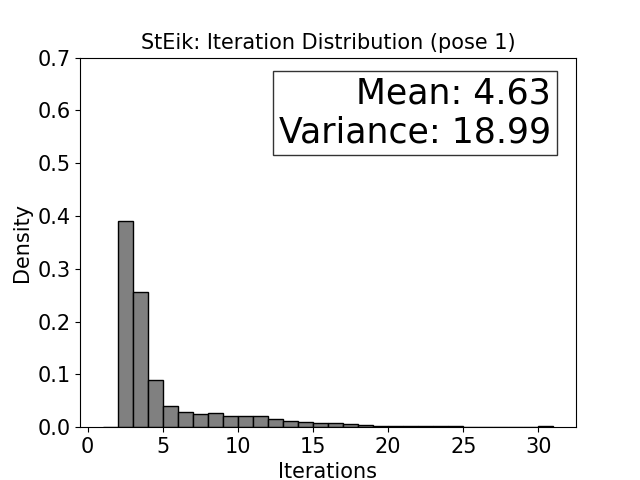 StEik: Iteration Distribution (pose 1)
Mean: 4.63
Variance: 18.99
Density
0.7
0.6
0.5
0.4
0.3
0.2
0.1
0.0
0 5 10 15 20 25 30
Iterations